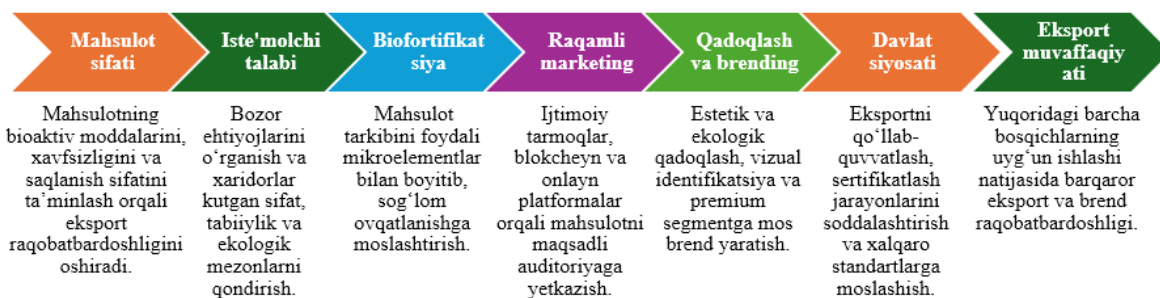 Mahsulot
sifati
Mahsulotning
bioaktiv moddalarini,
xavfsizligini va
saqlanish sifatini
ta’minlash orqali
eksport
raqobatbardoshligini
oshiradi.
Iste'molchi
talabi
Bozor
ehtiyojlarini
o‘rganish va
xaridorlar
kutgan sifat,
tabiiylik va
ekologik
mezonlarni
qondirish.
Biofortifikat
siya
Mahsulot
tarkibini foydali
mikroelementlar
bilan boyitib,
sog‘lom
ovqatlanishga
moslashtirish.
Raqamli
marketing
Ijtimoiy
tarmoqlar,
blokcheyn va
onlayn
platformalar
orqali mahsulotni
maqsadli
auditoriyaga
yetkazish.
Qadoqlash
va brending
Estetik va
ekologik
qadoqlash, vizual
identifikatsiya va
premium
segmentga mos
brend yaratish.
Davlat
siyosati
Eksportni
qo‘llab-
quvvatlash,
sertifikatlash
jarayonlarini
soddalashtirish
va xalqaro
standartlarga
moslashish.
Eksport
muvaffaqiy
ati
Yuqoridagi barcha
bosqichlarning
uyg‘un ishlashi
natijasida barqaror
eksport va brend
raqobatbardoshligi.